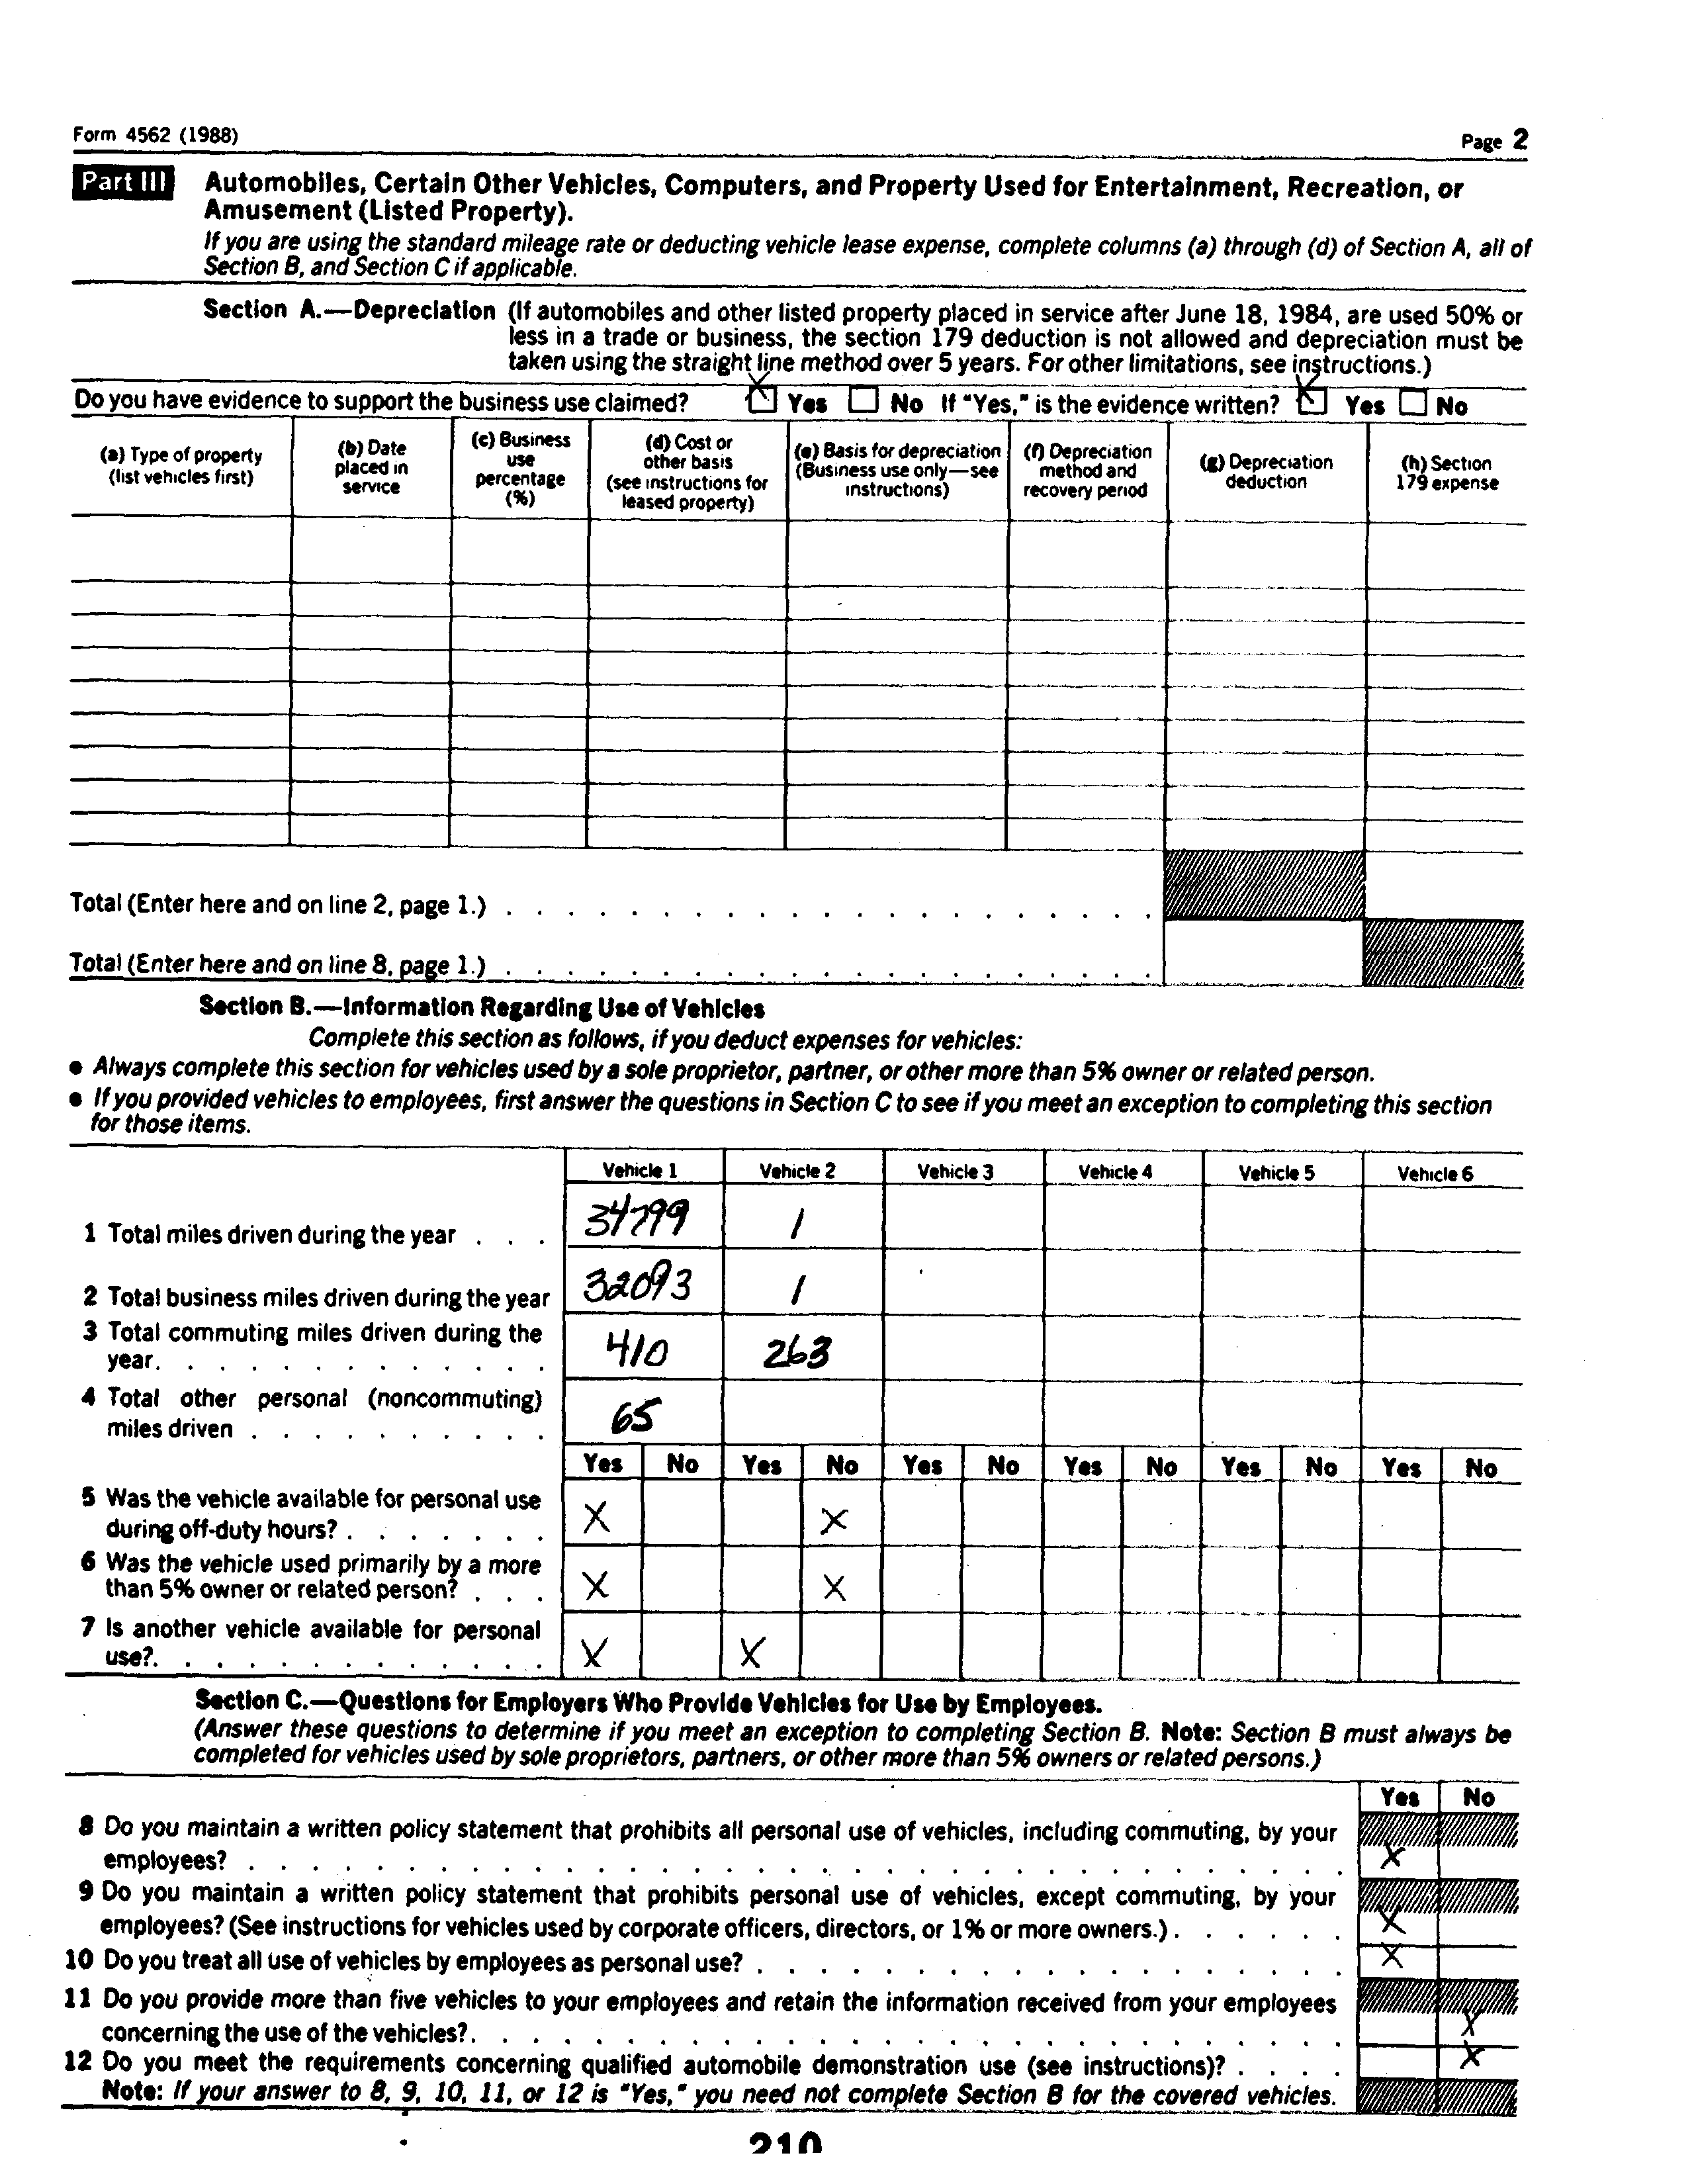 Form 4562 (1988)
Page 2
Part III Automobiles, Certain Other Vehicles, Computers, and Property Used for Entertainment, Recreation, or
Amusement (Listed Property).
If you are using the standard mileage rate or deducting vehicle lease expense, complete columns (a) through (d) of Section A, all of
Section B, and Section C if applicable.
Section A.—Depreciation (If automobiles and other listed property placed in service after June 18, 1984, are used 50% or
less in a trade or business, the section 179 deduction is not allowed and depreciation must be
taken using the straight line method over 5 years. For other limitations, see instructions.)
Do you have evidence to support the business use claimed? X Yes No If "Yes," is the evidence written? X Yes No
(a) Type of property
(list vehicles first)
(b) Date
placed in
service
(c) Business
use
percentage
(%)
(d) Cost or
other basis
(see instructions for
leased property)
(e) Basis for depreciation
(Business use only—see
instructions)
(f) Depreciation
method and
recovery period
(g) Depreciation
deduction
(h) Section
179 expense
Total (Enter here and on line 2, page 1.)
Total (Enter here and on line 8, page 1.)
Section B.—Information Regarding Use of Vehicles
Complete this section as follows, if you deduct expenses for vehicles:
● Always complete this section for vehicles used by a sole proprietor, partner, or other more than 5% owner or related person.
● If you provided vehicles to employees, first answer the questions in Section C to see if you meet an exception to completing this section
for those items.
Vehicle 1 Vehicle 2 Vehicle 3 Vehicle 4 Vehicle 5 Vehicle 6
1 Total miles driven during the year . . . 34799 1
2 Total business miles driven during the year 32093 1
3 Total commuting miles driven during the
year. . . . . . . . . . . . . 410 263
4 Total other personal (noncommuting)
miles driven . . . . . . . . . . 65
Yes No Yes No Yes No Yes No Yes No Yes No
5 Was the vehicle available for personal use
during off-duty hours? . . . . . . . X X
6 Was the vehicle used primarily by a more
than 5% owner or related person? . . . X X
7 Is another vehicle available for personal
use?. . . . . . . . . . . . . X X
Section C.—Questions for Employers Who Provide Vehicles for Use by Employees.
(Answer these questions to determine if you meet an exception to completing Section B. Note: Section B must always be
completed for vehicles used by sole proprietors, partners, or other more than 5% owners or related persons.)
Yes No
8 Do you maintain a written policy statement that prohibits all personal use of vehicles, including commuting, by your
employees? X
9 Do you maintain a written policy statement that prohibits personal use of vehicles, except commuting, by your
employees? (See instructions for vehicles used by corporate officers, directors, or 1% or more owners.) . . . . . . X
10 Do you treat all use of vehicles by employees as personal use? X
11 Do you provide more than five vehicles to your employees and retain the information received from your employees
concerning the use of the vehicles?. X
12 Do you meet the requirements concerning qualified automobile demonstration use (see instructions)? . . . . X
Note: If your answer to 8, 9, 10, 11, or 12 is "Yes," you need not complete Section B for the covered vehicles.
210